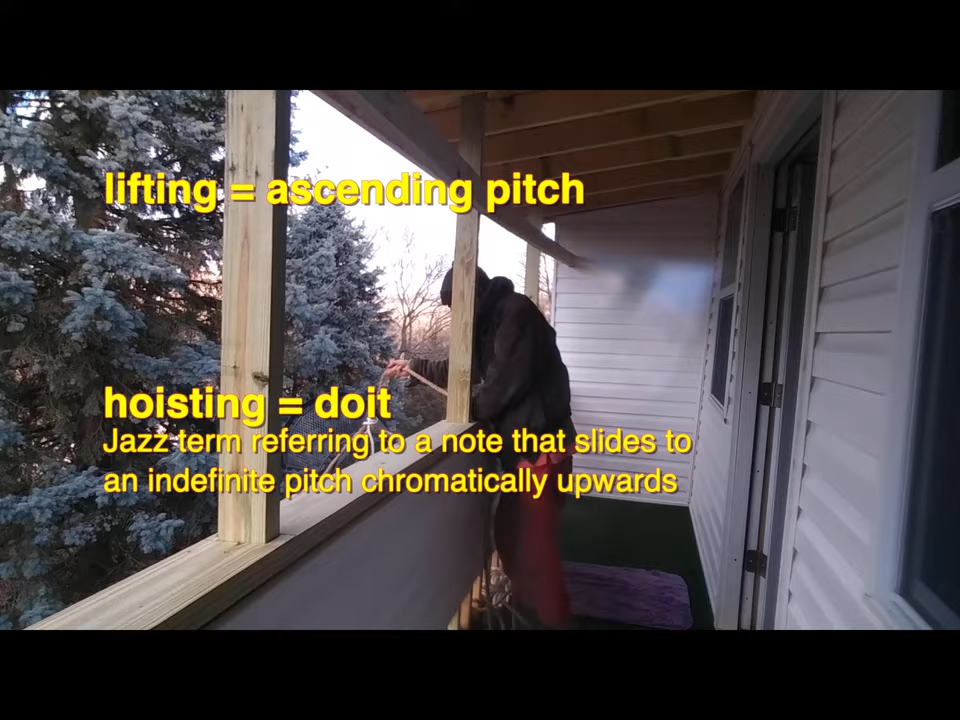 lifting = ascending pitch
hoisting = doit
Jazz term referring to a note that slides to
an indefinite pitch chromatically upwards